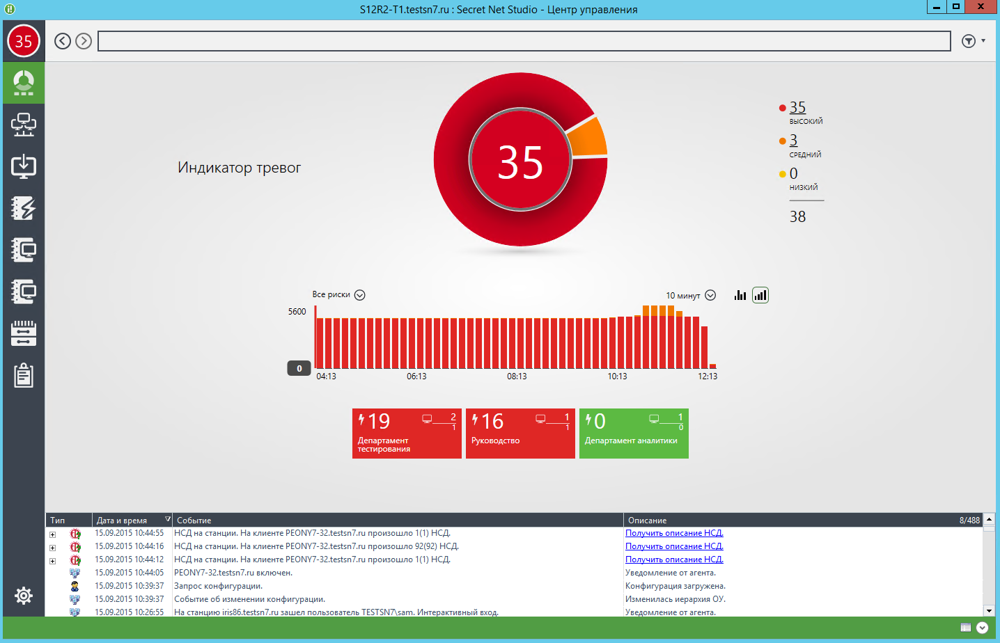 S12R2-T1.testsn7.ru : Secret Net Studio - Центр управления
35
35
Индикатор тревог
35
ВЫСОКИЙ
3
СРЕДНИЙ
0
НИЗКИЙ
38
Все риски
10 минут
5600
0
04:13 06:13 08:13 10:13 12:13
19 2
1
Департамент
тестирования
16 1
1
Руководство
0 1
0
Департамент аналитики
Тип Дата и время Событие Описание 8/488
15.09.2015 10:44:55 НСД на станции. На клиенте PEONY7-32.testsn7.ru произошло 1(1) НСД. Получить описание НСД.
15.09.2015 10:44:16 НСД на станции. На клиенте PEONY7-32.testsn7.ru произошло 92(92) НСД. Получить описание НСД.
15.09.2015 10:44:12 НСД на станции. На клиенте PEONY7-32.testsn7.ru произошло 1(1) НСД. Получить описание НСД.
15.09.2015 10:44:05 PEONY7-32.testsn7.ru включен. Уведомление от агента.
15.09.2015 10:39:37 Запрос конфигурации. Конфигурация загружена.
15.09.2015 10:39:37 Событие об изменении конфигурации. Изменилась иерархия ОУ.
15.09.2015 10:26:55 На станцию iris86.testsn7.ru зашел пользователь TESTSN7\sam. Интерактивный вход. Уведомление от агента.